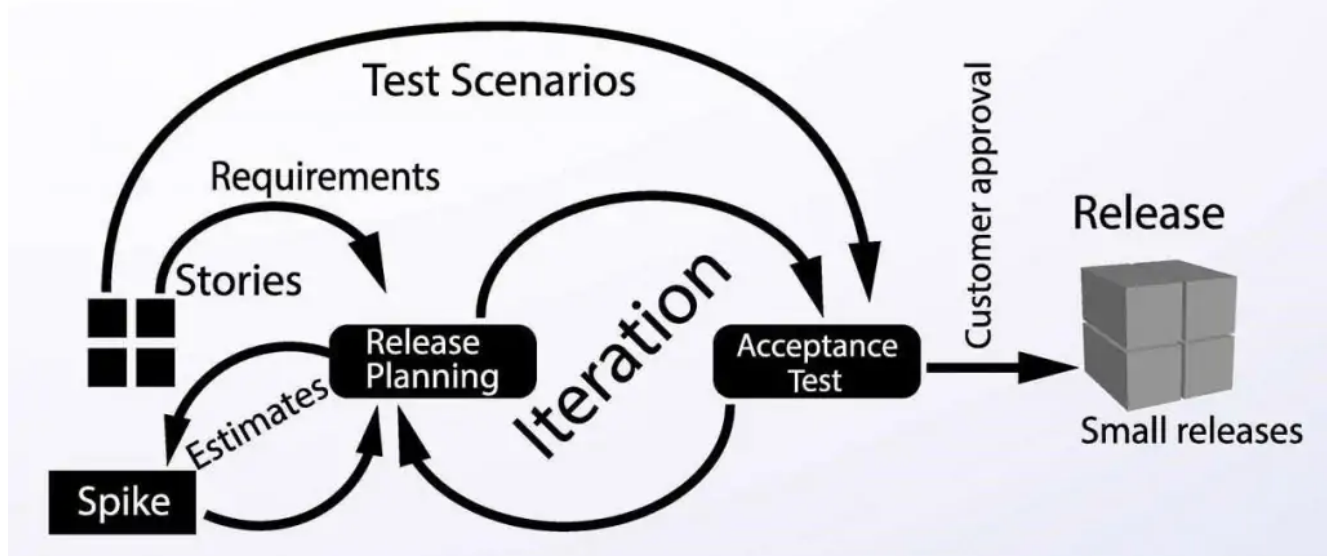 Test Scenarios
Requirements
Stories
Release
Planning
Estimates
Spike
Iteration
Acceptance
Test
Customer approval
Release
Small releases